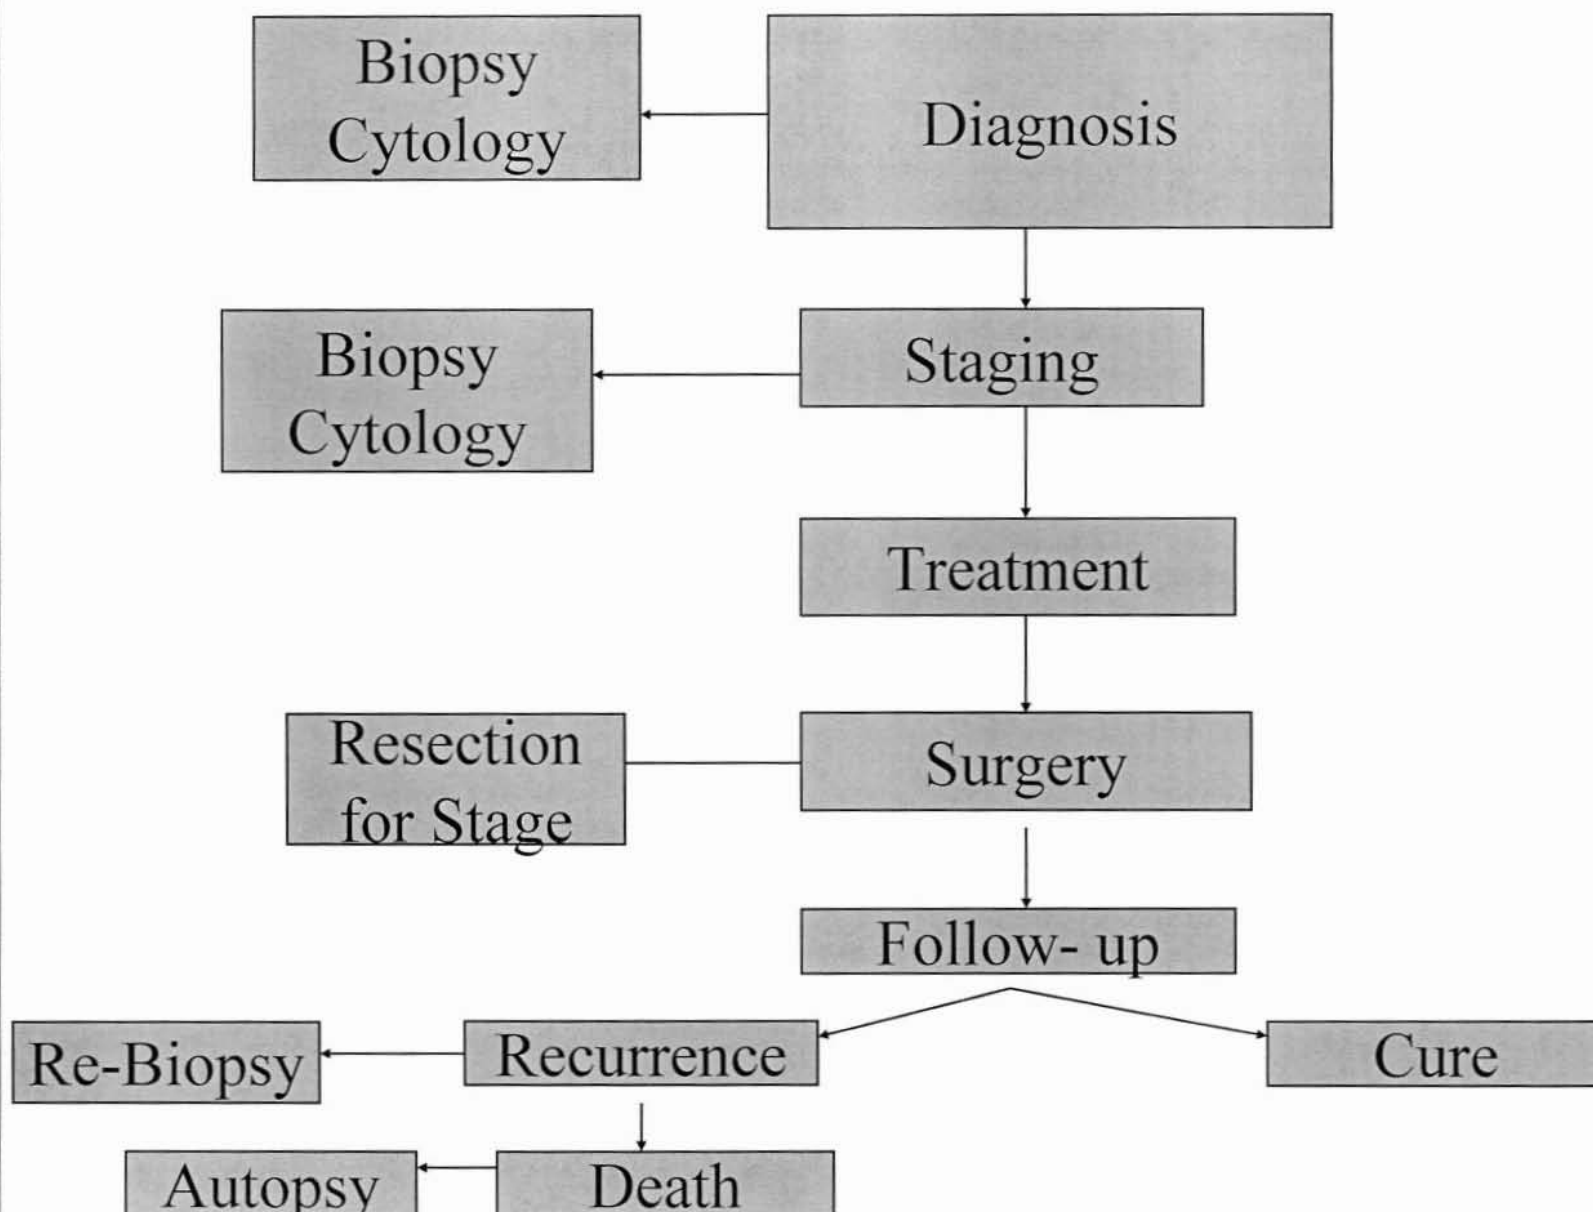 Biopsy
Cytology
Diagnosis
Biopsy
Cytology
Staging
Treatment
Resection
for Stage
Surgery
Follow- up
Re-Biopsy
Recurrence
Cure
Autopsy
Death